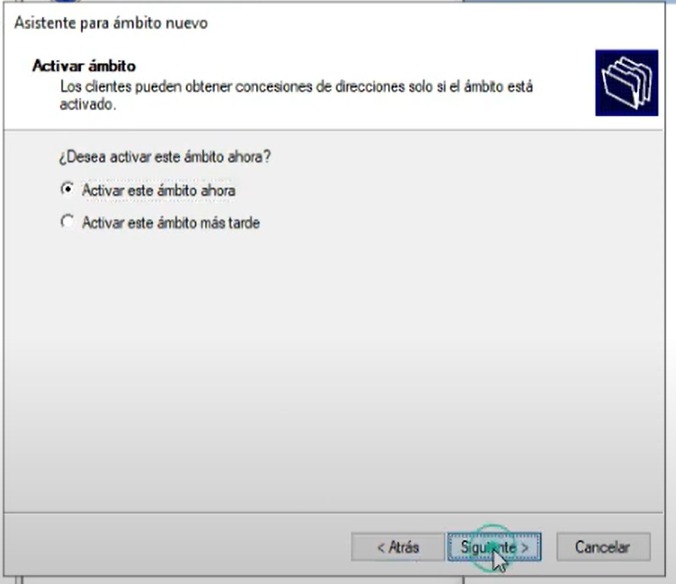 Asistente para ámbito nuevo
Activar ámbito
Los clientes pueden obtener concesiones de direcciones solo si el ámbito está
activado.
¿Desea activar este ámbito ahora?
Activar este ámbito ahora
Activar este ámbito más tarde
< Atrás
Siguiente >
Cancelar